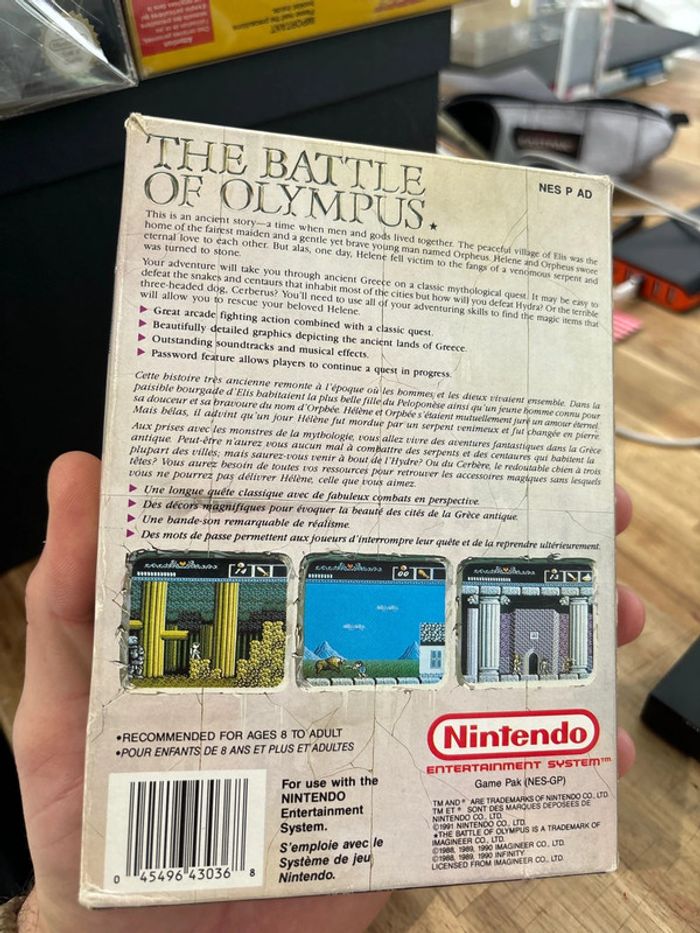 IMPORTANT
Please read the precautions
THE BATTLE
OF OLYMPUS★
NES P AD
This is an ancient story—a time when men and gods lived together. The peaceful village of Elis was the
home of the fairest maiden and a gentle yet brave young man named Orpheus. Helene and Orpheus swore
eternal love to each other. But alas, one day, Helene fell victim to the fangs of a venomous serpent and
was turned to stone.
Your adventure will take you through ancient Greece on a classic mythological quest. It may be easy to
defeat the snakes and centaurs that inhabit most of the cities but how will you defeat Hydra? Or the terrible
three-headed dog, Cerberus? You'll need to use all of your adventuring skills to find the magic items that
will allow you to rescue your beloved Helene.
Great arcade fighting action combined with a classic quest.
Beautifully detailed graphics depicting the ancient lands of Greece.
Outstanding soundtracks and musical effects.
Password feature allows players to continue a quest in progress.
Cette histoire très ancienne remonte à l'époque où les hommes et les dieux vivaient ensemble. Dans la
paisible bourgade d'Elis habitaient la plus belle fille du Peloponèse ainsi qu'un jeune homme connu pour
sa douceur et sa bravoure du nom d'Orphée. Hélène et Orphée s'étaient mutuellement juré un amour éternel.
Mais hélas, il advint qu'un jour Hélène fut mordue par un serpent venimeux et fut changée en pierre.
Aux prises avec les monstres de la mythologie, vous allez vivre des aventures fantastiques dans la Grèce
antique. Peut-être n'aurez vous aucun mal à combattre des serpents et des centaures qui habitent la
plupart des villes; mais saurez-vous venir à bout de l'Hydre? Ou du Cerbère, le redoutable chien à trois
têtes? Vous aurez besoin de toutes vos ressources pour retrouver les accessoires magiques sans lesquels
vous ne pourrez pas délivrer Hélène, celle que vous aimez.
Une longue quête classique avec de fabuleux combats en perspective.
Des décors magnifiques pour évoquer la beauté des cités de la Grèce antique.
Une bande-son remarquable de réalisme.
Des mots de passe permettent aux joueurs d'interrompre leur quête et de la reprendre ultérieurement.
14
00
13
•RECOMMENDED FOR AGES 8 TO ADULT
•POUR ENFANTS DE 8 ANS ET PLUS ET ADULTES
Nintendo
ENTERTAINMENT SYSTEM™
Game Pak (NES-GP)
For use with the
NINTENDO
Entertainment
System.
S'emploie avec le
Système de jeu
Nintendo.
TM AND ® ARE TRADEMARKS OF NINTENDO CO., LTD.
TM ET ® SONT DES MARQUES DEPOSEES DE
NINTENDO CO., LTD.
©1991 NINTENDO CO., LTD.
★THE BATTLE OF OLYMPUS IS A TRADEMARK OF
IMAGINEER CO., LTD.
©1988, 1989, 1990 IMAGINEER CO., LTD.
©1988, 1989, 1990 INFINITY
LICENSED FROM IMAGINEER CO., LTD.
0 45496 43036 8